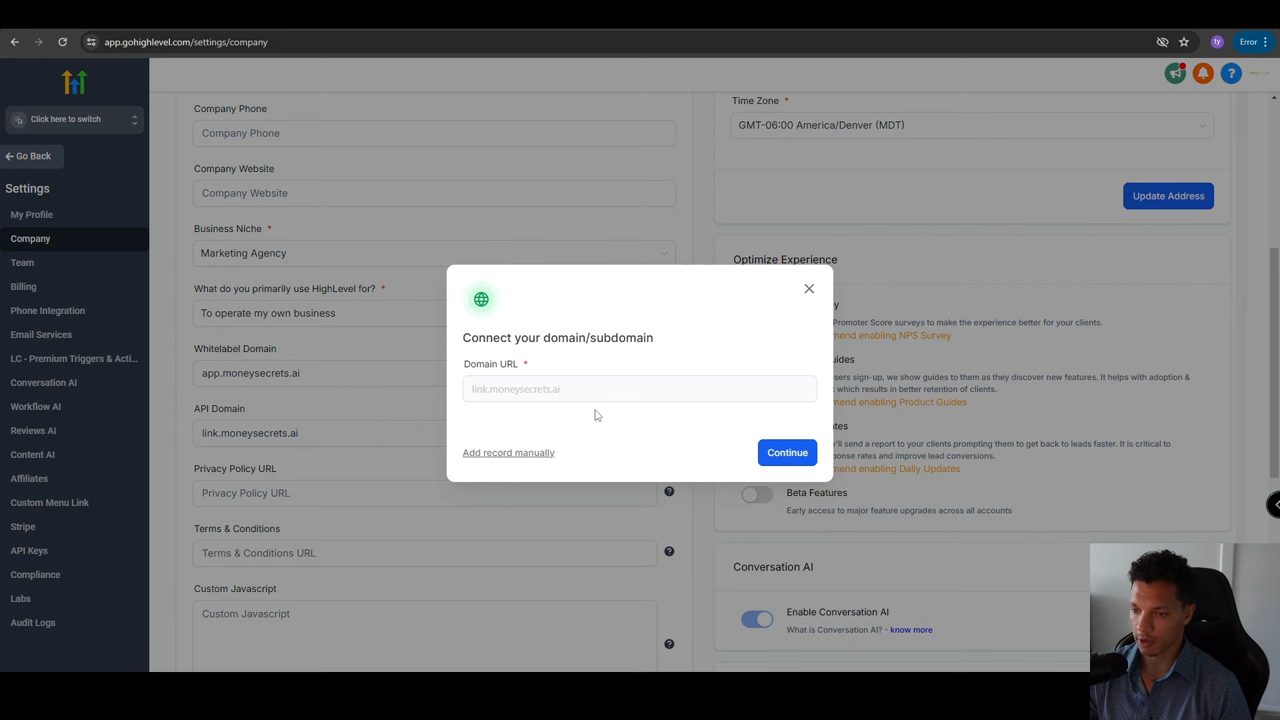 app.gohighlevel.com/settings/company
ty
Error
Click here to switch
Go Back
Settings
My Profile
Company
Team
Billing
Phone Integration
Email Services
LC - Premium Triggers & Acti...
Conversation AI
Workflow AI
Reviews AI
Content AI
Affiliates
Custom Menu Link
Stripe
API Keys
Compliance
Labs
Audit Logs
Company Phone
Company Phone
Company Website
Company Website
Business Niche *
Marketing Agency
What do you primarily use HighLevel for? *
To operate my own business
Whitelabel Domain
app.moneysecrets.ai
API Domain
link.moneysecrets.ai
Privacy Policy URL
Privacy Policy URL
Terms & Conditions
Terms & Conditions URL
Custom Javascript
Custom Javascript
Connect your domain/subdomain
Domain URL *
link.moneysecrets.ai
Add record manually
Continue
Time Zone *
GMT-06:00 America/Denver (MDT)
Update Address
Optimize Experience
Promoter Score surveys to make the experience better for your clients.
enabling NPS Survey
users sign-up, we show guides to them as they discover new features. It helps with adoption &
which results in better retention of clients.
enabling Product Guides
send a report to your clients prompting them to get back to leads faster. It is critical to
rates and improve lead conversions.
enabling Daily Updates
Beta Features
Early access to major feature upgrades across all accounts
Conversation AI
Enable Conversation AI
What is Conversation AI? - know more